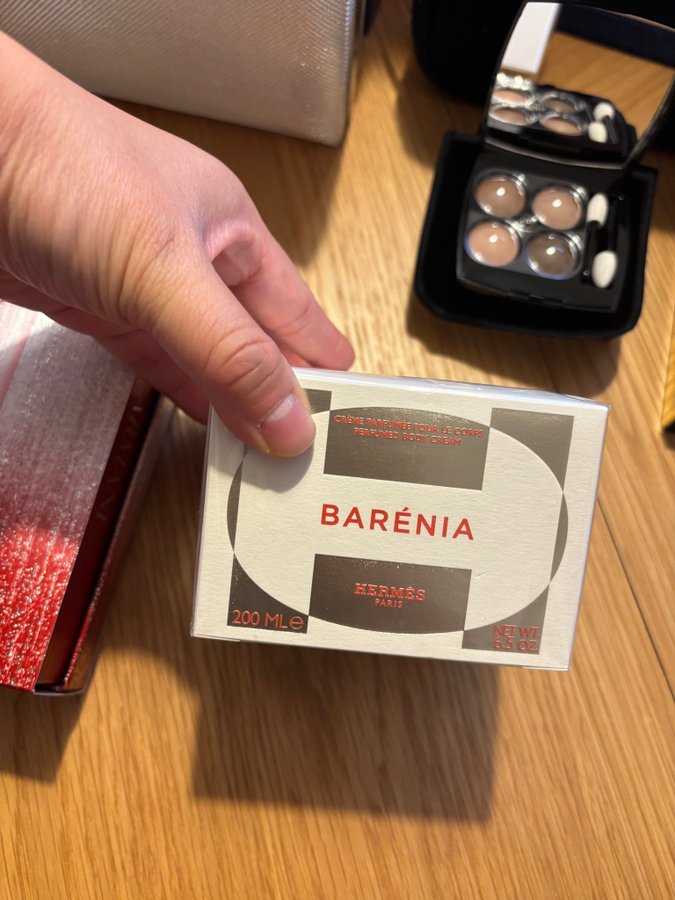 CRÈME PARFUMÉE POUR LE CORPS
PERFUMED BODY CREAM
BARÉNIA
HERMÈS
PARIS
200 ML e
NET WT.
6.5 OZ.